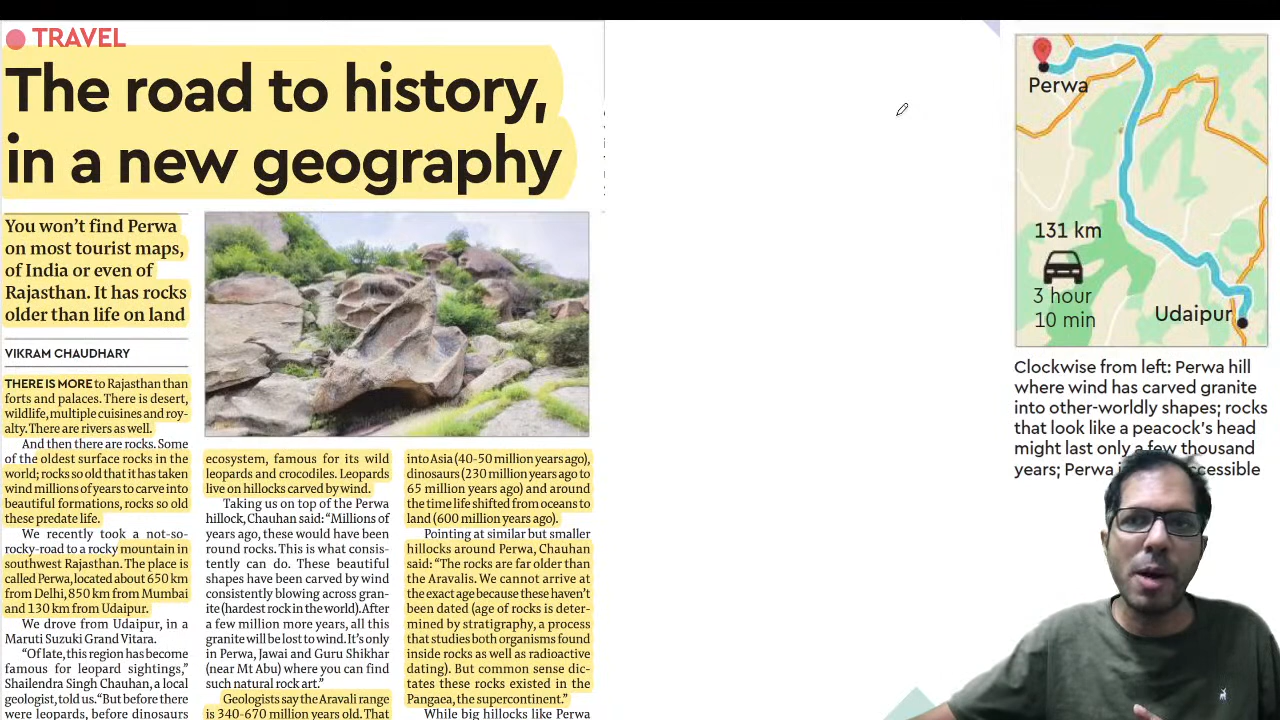 TRAVEL
The road to history,
in a new geography
You won't find Perwa
on most tourist maps,
of India or even of
Rajasthan. It has rocks
older than life on land
VIKRAM CHAUDHARY
THERE IS MORE to Rajasthan than
forts and palaces. There is desert,
wildlife, multiple cuisines and roy-
alty. There are rivers as well.
And then there are rocks. Some
of the oldest surface rocks in the
world; rocks so old that it has taken
wind millions of years to carve into
beautiful formations, rocks so old
these predate life.
We recently took a not-so-
rocky-road to a rocky mountain in
southwest Rajasthan. The place is
called Perwa, located about 650 km
from Delhi, 850 km from Mumbai
and 130 km from Udaipur.
We drove from Udaipur, in a
Maruti Suzuki Grand Vitara.
"Of late, this region has become
famous for leopard sightings,"
Shailendra Singh Chauhan, a local
geologist, told us. "But before there
were leopards, before dinosaurs
ecosystem, famous for its wild
leopards and crocodiles. Leopards
live on hillocks carved by wind.
Taking us on top of the Perwa
hillock, Chauhan said: "Millions of
years ago, these would have been
round rocks. This is what consis-
tently can do. These beautiful
shapes have been carved by wind
consistently blowing across gran-
ite (hardest rock in the world). After
a few million more years, all this
granite will be lost to wind. It's only
in Perwa, Jawai and Guru Shikhar
(near Mt Abu) where you can find
such natural rock art."
Geologists say the Aravali range
is 340-670 million years old. That
into Asia (40-50 million years ago),
dinosaurs (230 million years ago to
65 million years ago) and around
the time life shifted from oceans to
land (600 million years ago).
Pointing at similar but smaller
hillocks around Perwa, Chauhan
said: "The rocks are far older than
the Aravalis. We cannot arrive at
the exact age because these haven't
been dated (age of rocks is deter-
mined by stratigraphy, a process
that studies both organisms found
inside rocks as well as radioactive
dating). But common sense dic-
tates these rocks existed in the
Pangaea, the supercontinent."
While big hillocks like Perwa
Perwa
131 km
3 hour
10 min
Udaipur
Clockwise from left: Perwa hill
where wind has carved granite
into other-worldly shapes; rocks
that look like a peacock's head
might last only a few thousand
years; Perwa